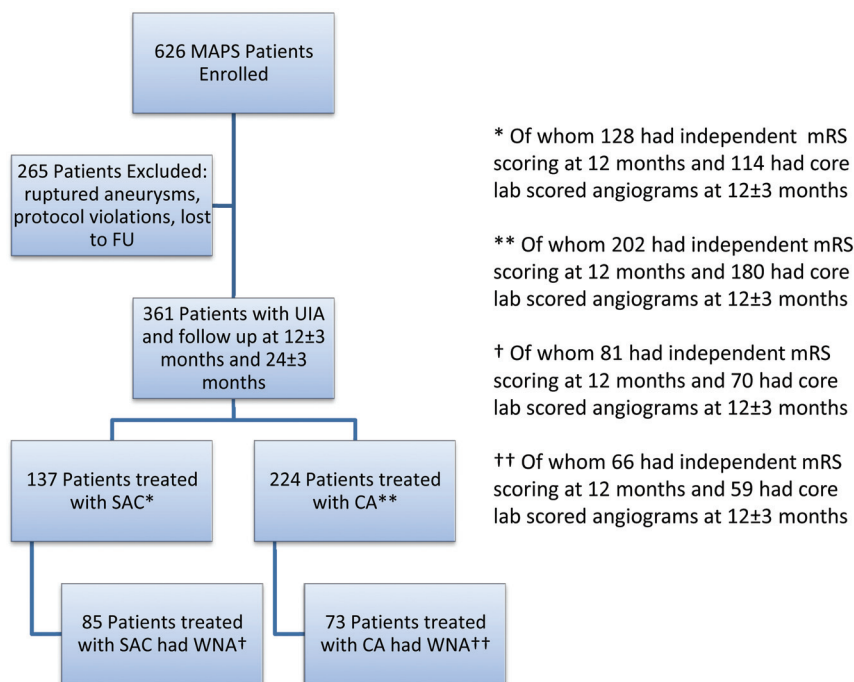 626 MAPS Patients
Enrolled
265 Patients Excluded:
ruptured aneurysms,
protocol violations, lost
to FU
361 Patients with UIA
and follow up at 12±3
months and 24±3
months
137 Patients treated
with SAC*
224 Patients treated
with CA**
85 Patients treated
with SAC had WNA†
73 Patients treated
with CA had WNA††
* Of whom 128 had independent mRS
scoring at 12 months and 114 had core
lab scored angiograms at 12±3 months
** Of whom 202 had independent mRS
scoring at 12 months and 180 had core
lab scored angiograms at 12±3 months
† Of whom 81 had independent mRS
scoring at 12 months and 70 had core
lab scored angiograms at 12±3 months
†† Of whom 66 had independent mRS
scoring at 12 months and 59 had core
lab scored angiograms at 12±3 months